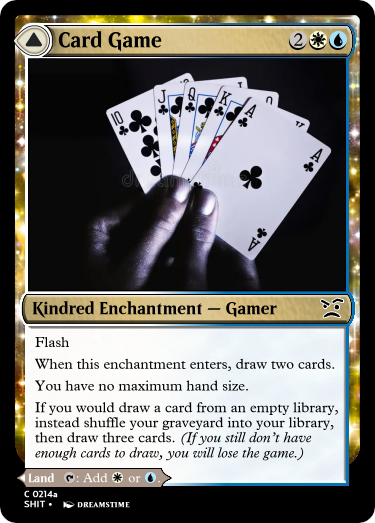 Card Game 2
10 J Q K A
A
A
Kindred Enchantment — Gamer
Flash
When this enchantment enters, draw two cards.
You have no maximum hand size.
If you would draw a card from an empty library,
instead shuffle your graveyard into your library,
then draw three cards. (If you still don't have
enough cards to draw, you will lose the game.)
Land : Add or .
C 0214a
SHIT • DREAMSTIME